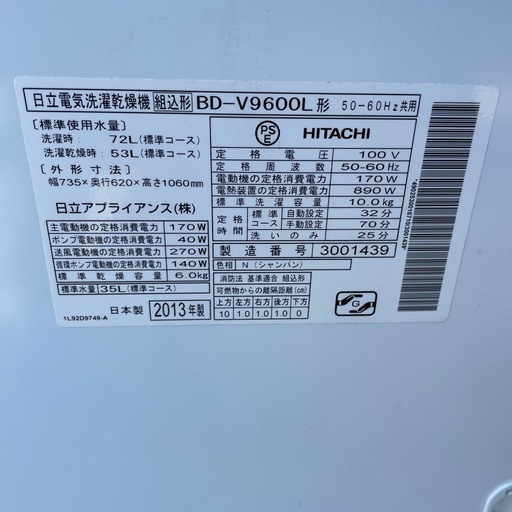 日立電気洗濯乾燥機 組込形 BD-V9600L形 50-60Hz共用
〔標準使用水量〕
洗濯時 : 72L(標準コース)
洗濯乾燥時 : 53L(標準コース)
〔外形寸法〕
幅735×奥行620×高さ1060mm
日立アプライアンス(株)
主電動機の定格消費電力 170W
ポンプ電動機の定格消費電力 40W
送風電動機の定格消費電力 270W
循環ポンプ電動機の定格消費電力 140W
標準乾燥容量 6.0kg
標準水量 35L(標準コース)
日本製 2013年製
1L92D9749-A
PSE HITACHI
定格電圧 100V
定格周波数 50-60Hz
電動機の定格消費電力 170W
電熱装置の定格消費電力 890W
標準洗濯容量 10.0kg
定格時間 標準コース 自動設定 32分
手動設定 70分
洗いのみ 25分
製造番号 3001439
色相 N(シャンパン)
消防法 基準適合 組込形
可燃物からの離隔距離(cm)
上方 左方 右方 前方 後方 下方
10 1.0 1.0 0 1.0 0